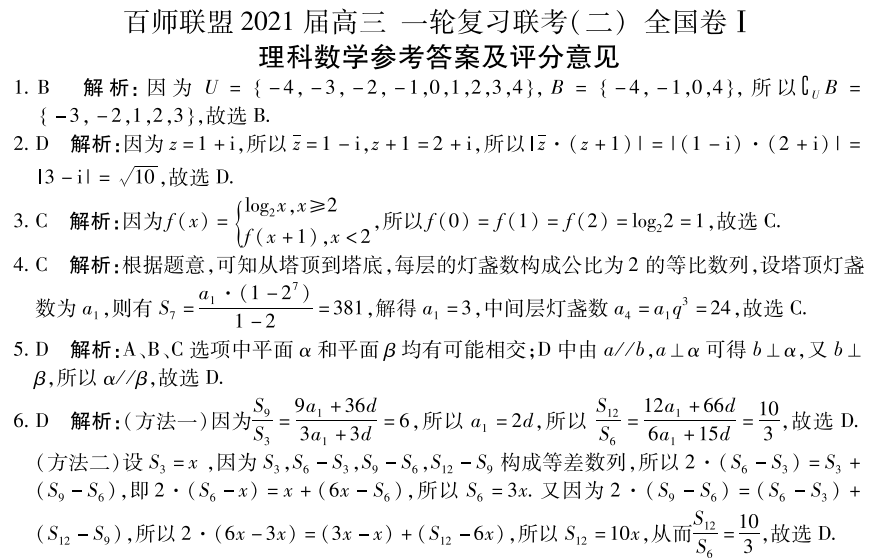 百师联盟 2021 届高三 一轮复习联考(二) 全国卷Ⅰ
理科数学参考答案及评分意见
1. B 解析:因为 U = { -4, -3, -2, -1,0,1,2,3,4}, B = { -4, -1,0,4}, 所以∁_U B =
{ -3, -2,1,2,3},故选 B.
2. D 解析:因为 z=1+i,所以 z̅=1-i,z+1=2+i,所以|z̅·(z+1)|=|(1-i)·(2+i)|=
|3-i|=√10,故选 D.
3. C 解析:因为f(x)={log₂x,x≥2 f(x+1),x<2,所以f(0)=f(1)=f(2)=log₂2=1,故选 C.
4. C 解析:根据题意,可知从塔顶到塔底,每层的灯盏数构成公比为 2 的等比数列,设塔顶灯盏
数为 a₁,则有 S₇=a₁·(1-2⁷)/1-2=381,解得 a₁=3,中间层灯盏数 a₄=a₁q³=24,故选 C.
5. D 解析:A、B、C 选项中平面 α 和平面 β 均有可能相交;D 中由 a//b,a⊥α 可得 b⊥α,又 b⊥
β,所以 α//β,故选 D.
6. D 解析:(方法一)因为S₉/S₃=9a₁+36d/3a₁+3d=6,所以 a₁=2d,所以 S₁₂/S₆=12a₁+66d/6a₁+15d=10/3,故选 D.
(方法二)设 S₃=x ,因为 S₃,S₆-S₃,S₉-S₆,S₁₂-S₉ 构成等差数列,所以 2·(S₆-S₃)=S₃+
(S₉-S₆),即 2·(S₆-x)=x+(6x-S₆),所以 S₆=3x. 又因为 2·(S₉-S₆)=(S₆-S₃)+
(S₁₂-S₉),所以 2·(6x-3x)=(3x-x)+(S₁₂-6x),所以 S₁₂=10x,从而S₁₂/S₆=10/3,故选 D.